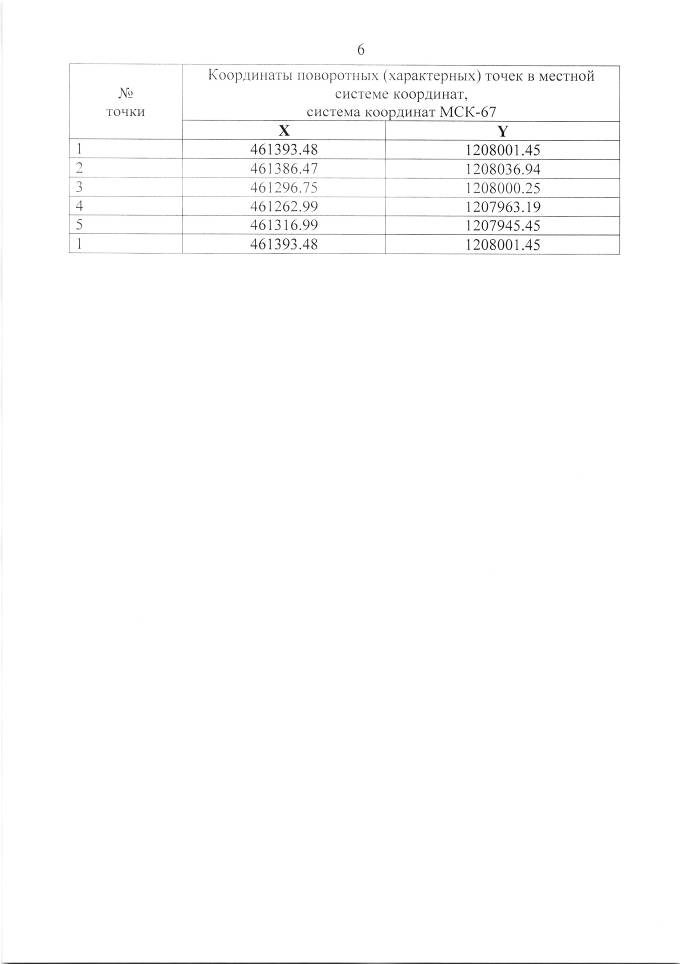 6
№
точки
Координаты поворотных (характерных) точек в местной
системе координат,
система координат МСК-67
X Y
1 461393.48 1208001.45
2 461386.47 1208036.94
3 461296.75 1208000.25
4 461262.99 1207963.19
5 461316.99 1207945.45
1 461393.48 1208001.45